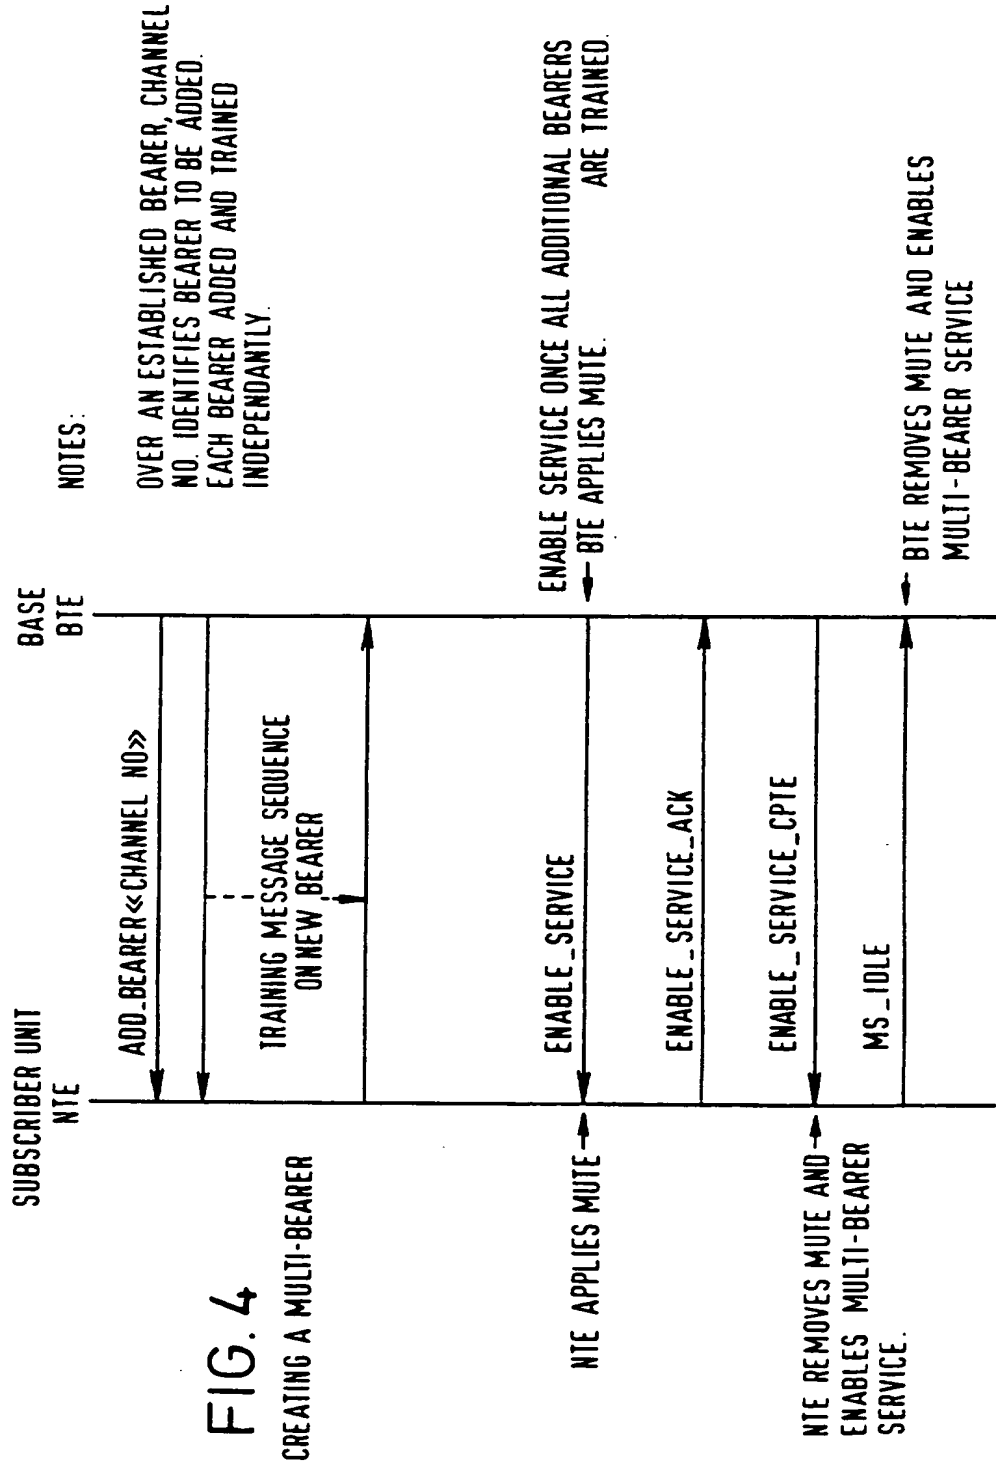 FIG. 4
CREATING A MULTI-BEARER
SUBSCRIBER UNIT
NTE
BASE
BTE
NOTES:
ADD_BEARER«CHANNEL NO»
OVER AN ESTABLISHED BEARER, CHANNEL
NO. IDENTIFIES BEARER TO BE ADDED.
EACH BEARER ADDED AND TRAINED
INDEPENDANTLY.
TRAINING MESSAGE SEQUENCE
ON NEW BEARER
NTE APPLIES MUTE
ENABLE_SERVICE
ENABLE SERVICE ONCE ALL ADDITIONAL BEARERS
BTE APPLIES MUTE. ARE TRAINED.
ENABLE_SERVICE_ACK
NTE REMOVES MUTE AND
ENABLES MULTI-BEARER
SERVICE.
ENABLE_SERVICE_CPTE
MS_IDLE
BTE REMOVES MUTE AND ENABLES
MULTI-BEARER SERVICE